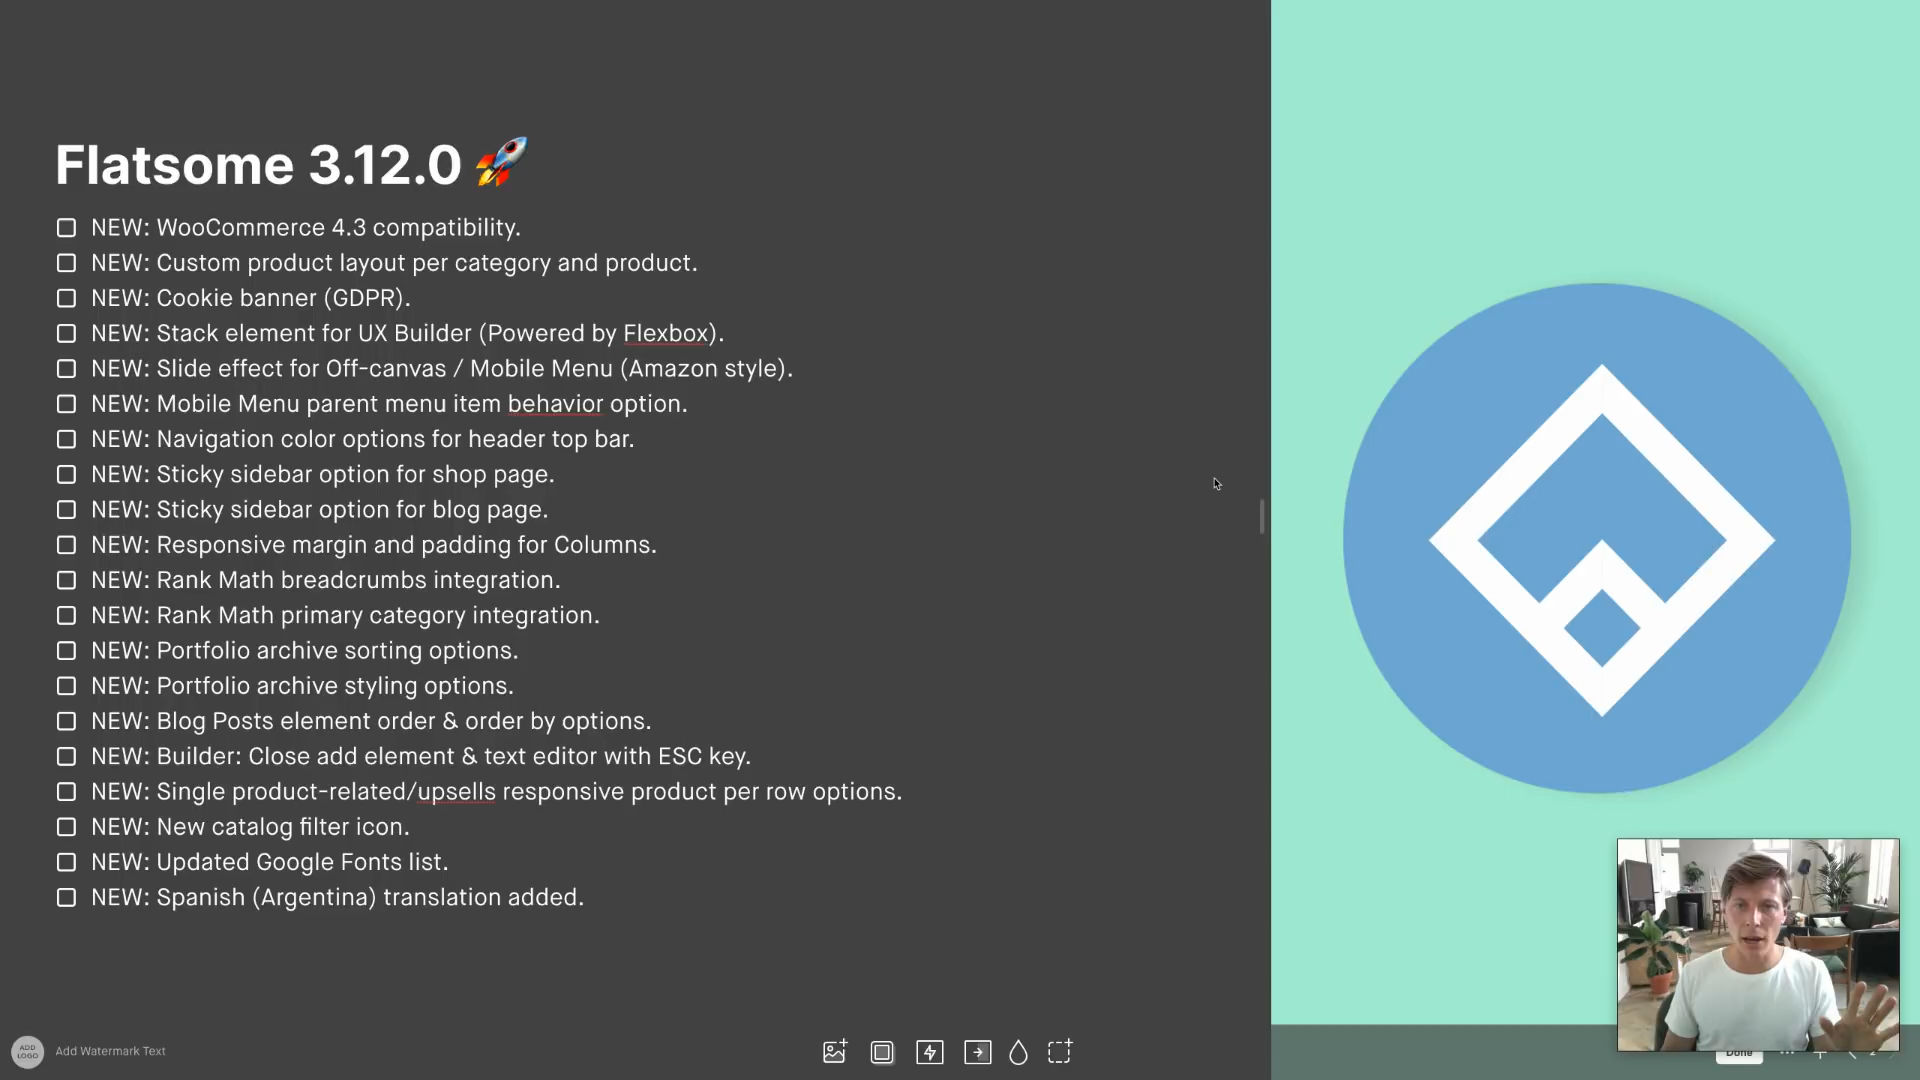 Flatsome 3.12.0 🚀
NEW: WooCommerce 4.3 compatibility.
NEW: Custom product layout per category and product.
NEW: Cookie banner (GDPR).
NEW: Stack element for UX Builder (Powered by Flexbox).
NEW: Slide effect for Off-canvas / Mobile Menu (Amazon style).
NEW: Mobile Menu parent menu item behavior option.
NEW: Navigation color options for header top bar.
NEW: Sticky sidebar option for shop page.
NEW: Sticky sidebar option for blog page.
NEW: Responsive margin and padding for Columns.
NEW: Rank Math breadcrumbs integration.
NEW: Rank Math primary category integration.
NEW: Portfolio archive sorting options.
NEW: Portfolio archive styling options.
NEW: Blog Posts element order & order by options.
NEW: Builder: Close add element & text editor with ESC key.
NEW: Single product-related/upsells responsive product per row options.
NEW: New catalog filter icon.
NEW: Updated Google Fonts list.
NEW: Spanish (Argentina) translation added.
ADD
LOGO
Add Watermark Text
Done